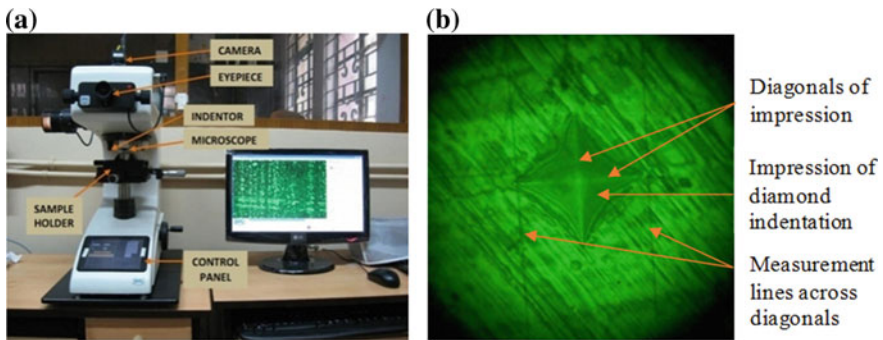 (a)
CAMERA
EYEPIECE
INDENTOR
MICROSCOPE
SAMPLE
HOLDER
CONTROL
PANEL
(b)
Diagonals of
impression
Impression of
diamond
indentation
Measurement
lines across
diagonals